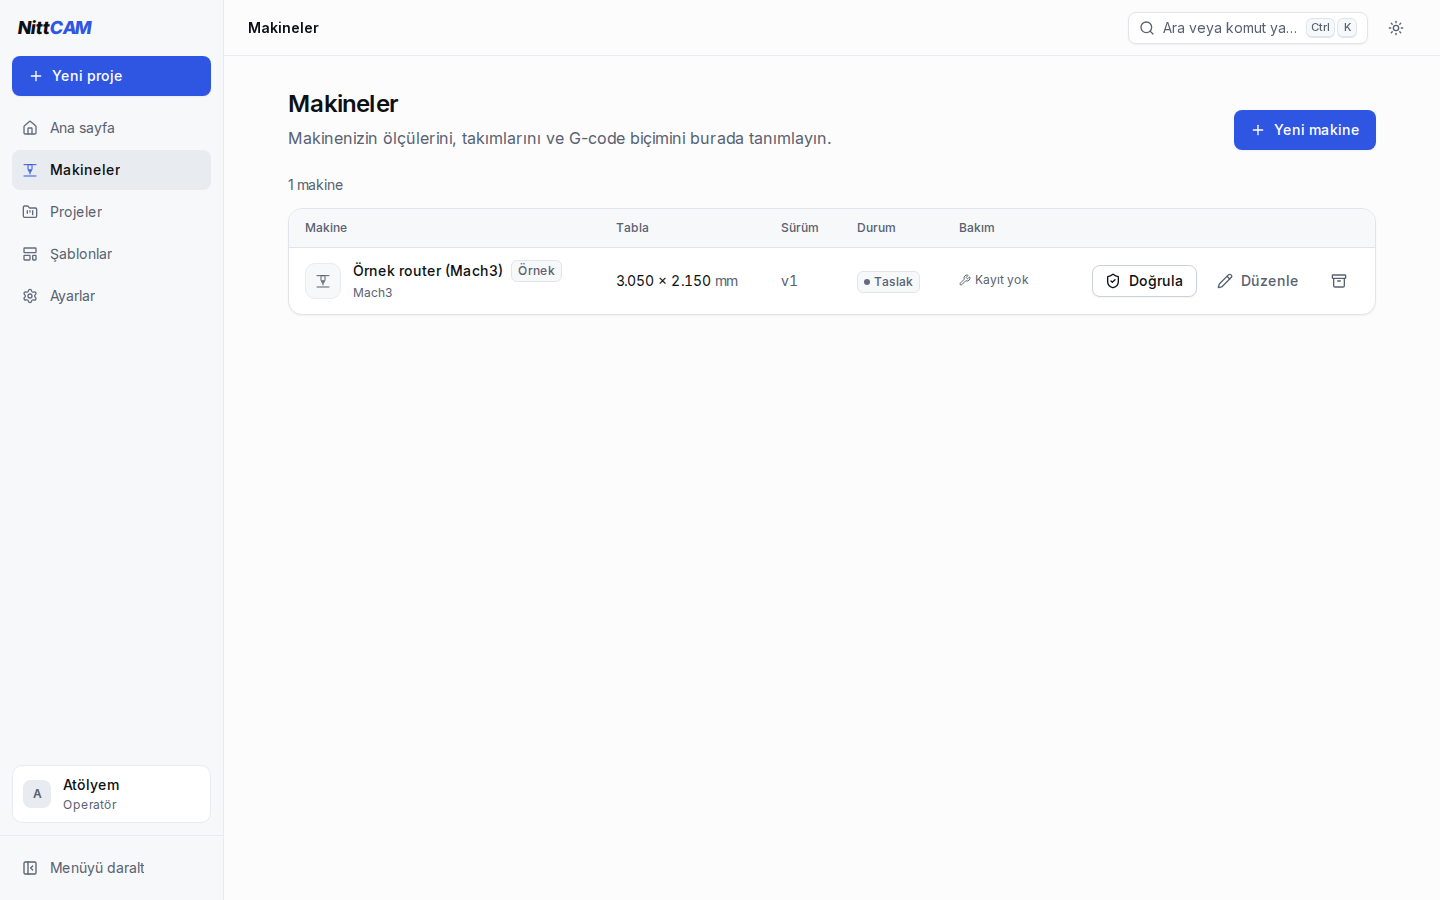 NittCAM
Yeni proje
Ana sayfa
Makineler
Projeler
Şablonlar
Ayarlar
A
Atölyem
Operatör
Menüyü daralt
Makineler
Ara veya komut ya… Ctrl K
Makineler
Makinenizin ölçülerini, takımlarını ve G-code biçimini burada tanımlayın.
Yeni makine
1 makine
Makine Tabla Sürüm Durum Bakım
Örnek router (Mach3) Örnek
Mach3
3.050 × 2.150 mm v1 Taslak Kayıt yok Doğrula Düzenle